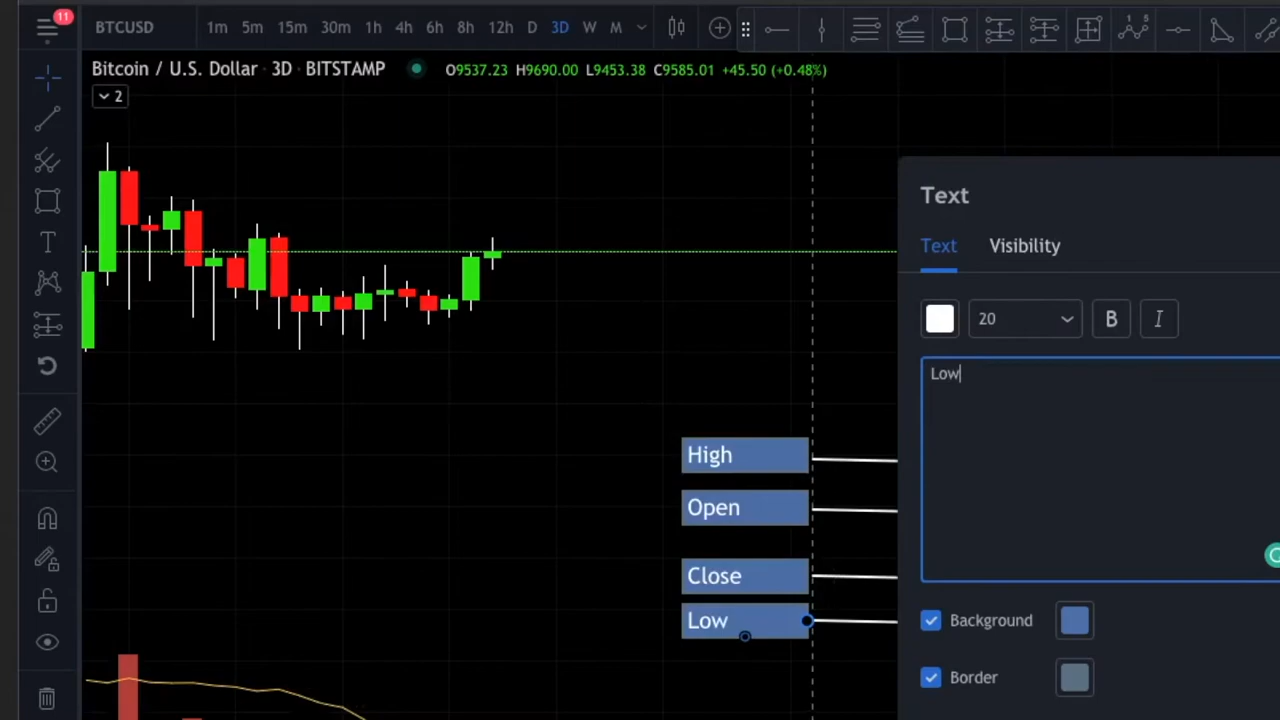 11
BTCUSD 1m 5m 15m 30m 1h 4h 6h 8h 12h D 3D W M
1 5
Bitcoin / U.S. Dollar · 3D · BITSTAMP O9537.23 H9690.00 L9453.38 C9585.01 +45.50 (+0.48%)
2
Text
Text Visibility
20 B I
Low
High
Open
Close
Low
Background
Border